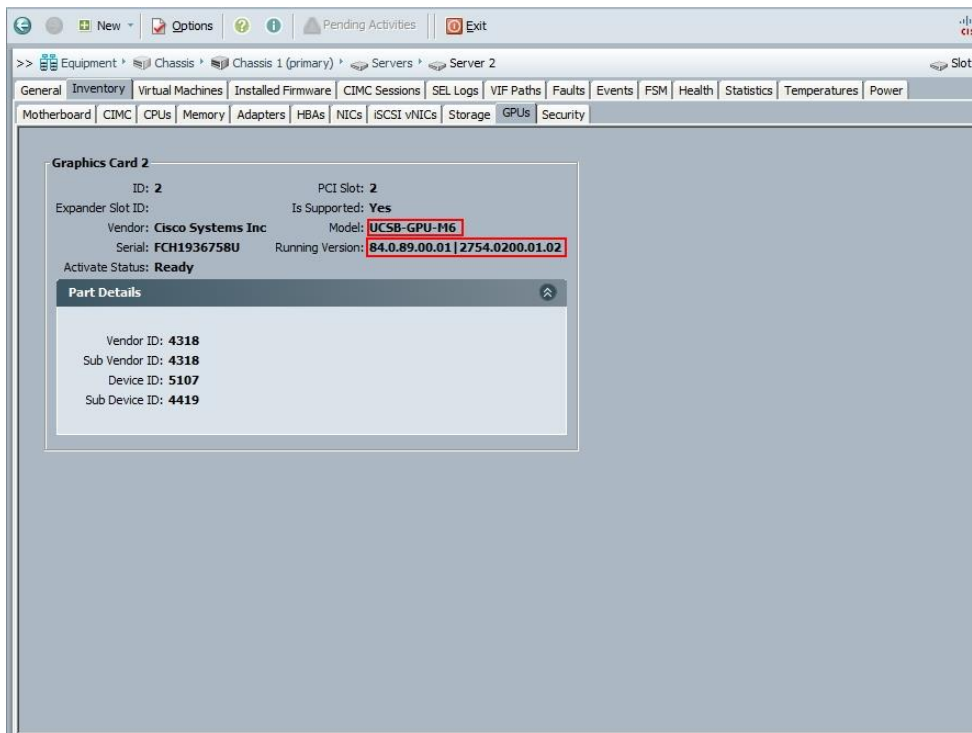 New Options Pending Activities Exit
>> Equipment Chassis Chassis 1 (primary) Servers Server 2 Slot
General Inventory Virtual Machines Installed Firmware CIMC Sessions SEL Logs VIF Paths Faults Events FSM Health Statistics Temperatures Power
Motherboard CIMC CPUs Memory Adapters HBAs NICs iSCSI vNICs Storage GPUs Security
Graphics Card 2
ID: 2 PCI Slot: 2
Expander Slot ID: Is Supported: Yes
Vendor: Cisco Systems Inc Model: UCSB-GPU-M6
Serial: FCH1936758U Running Version: 84.0.89.00.01|2754.0200.01.02
Activate Status: Ready
Part Details
Vendor ID: 4318
Sub Vendor ID: 4318
Device ID: 5107
Sub Device ID: 4419